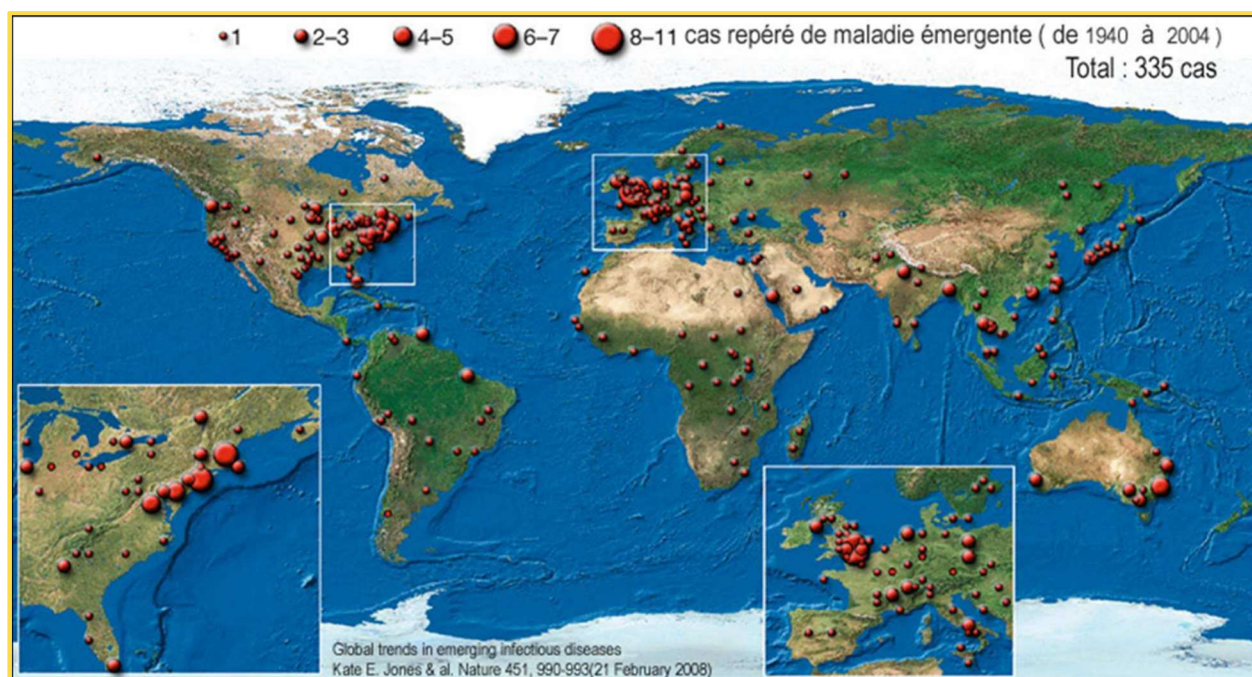 1 2–3 4–5 6–7 8–11 cas repéré de maladie émergente ( de 1940 à 2004 )
Total : 335 cas
Global trends in emerging infectious diseases
Kate E. Jones & al. Nature 451, 990-993(21 February 2008)